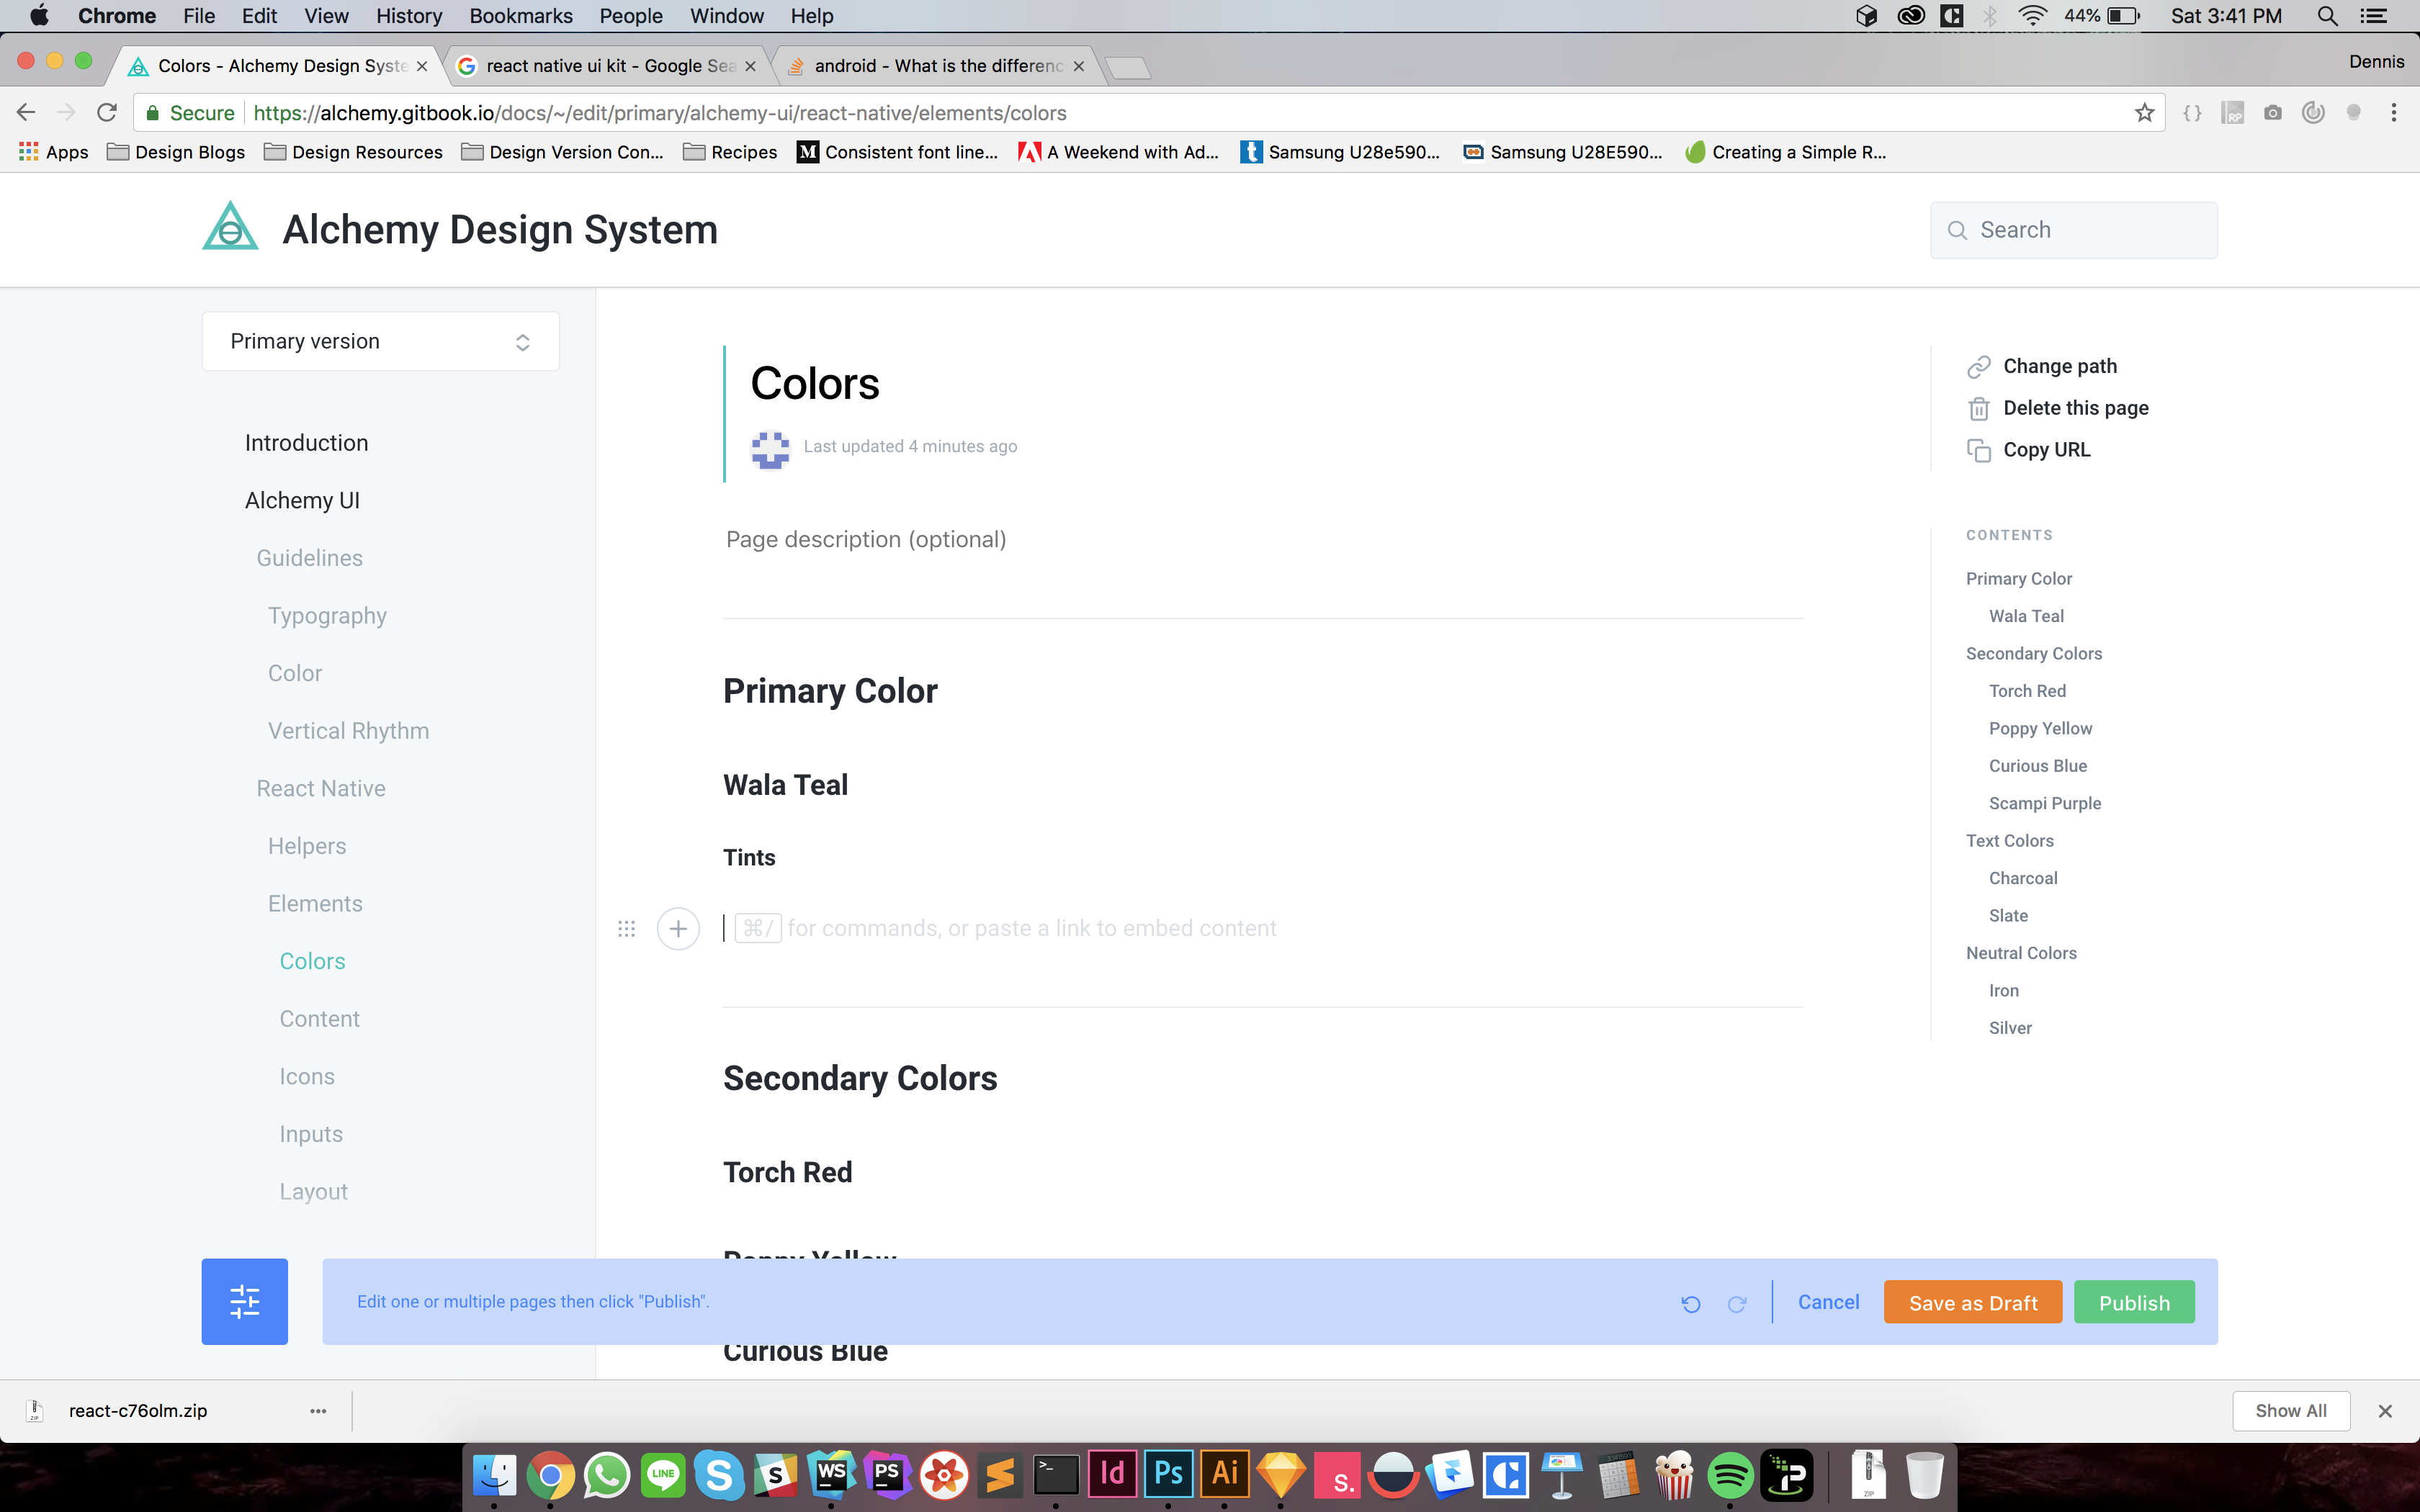 Chrome File Edit View History Bookmarks People Window Help 44% Sat 3:41 PM
Colors - Alchemy Design Syste react native ui kit - Google Sea android - What is the differenc Dennis
Secure https://alchemy.gitbook.io/docs/~/edit/primary/alchemy-ui/react-native/elements/colors
Apps Design Blogs Design Resources Design Version Con... Recipes Consistent font line... A Weekend with Ad... Samsung U28e590... Samsung U28E590... Creating a Simple R...
Alchemy Design System
Search
Primary version
Introduction
Alchemy UI
Guidelines
Typography
Color
Vertical Rhythm
React Native
Helpers
Elements
Colors
Content
Icons
Inputs
Layout
Colors
Last updated 4 minutes ago
Page description (optional)
Primary Color
Wala Teal
Tints
⌘/ for commands, or paste a link to embed content
Secondary Colors
Torch Red
Poppy Yellow
Curious Blue
Change path
Delete this page
Copy URL
CONTENTS
Primary Color
Wala Teal
Secondary Colors
Torch Red
Poppy Yellow
Curious Blue
Scampi Purple
Text Colors
Charcoal
Slate
Neutral Colors
Iron
Silver
Edit one or multiple pages then click "Publish".
Cancel Save as Draft Publish
react-c76olm.zip
Show All
LINE S S WS PS >_ Id Ps Ai s. ZIP